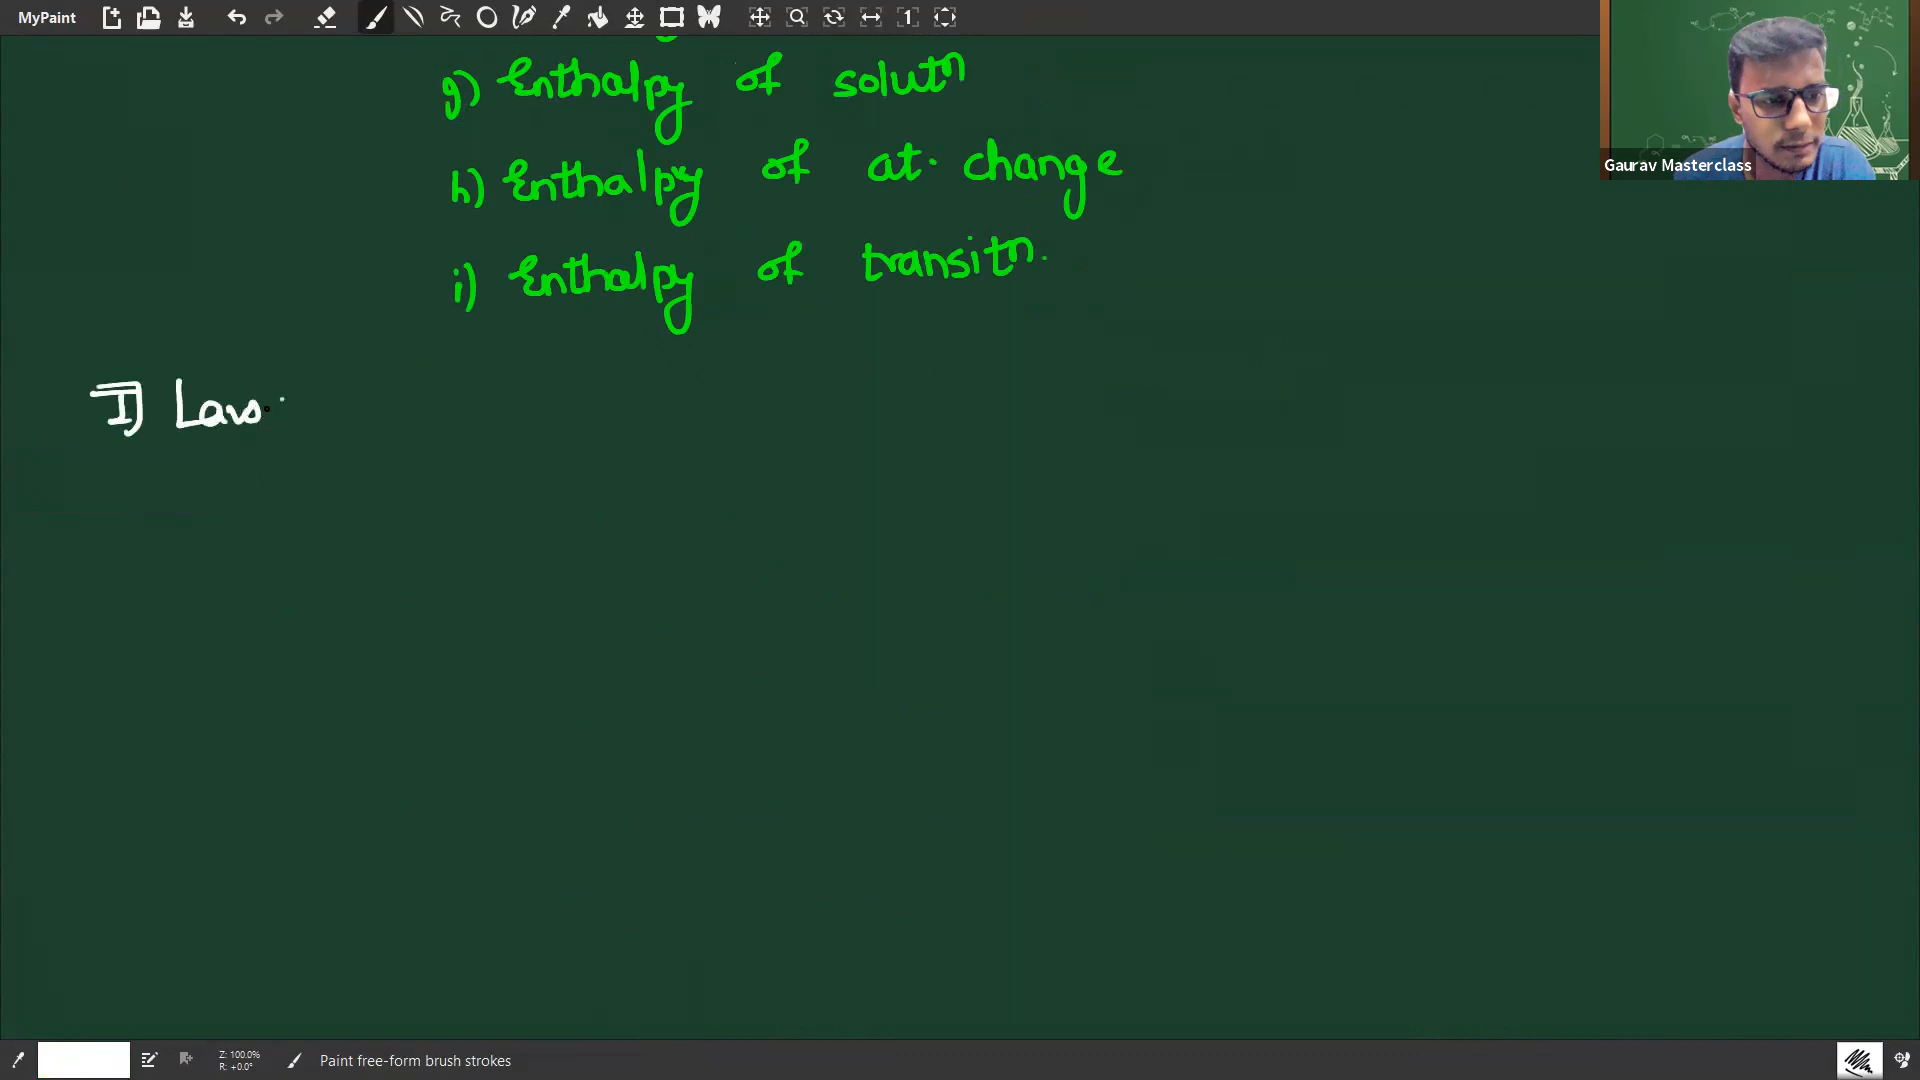 MyPaint
g) Enthalpy of solutn
h) Enthalpy of at. change
i) Enthalpy of transitn.
Gaurav Masterclass
I) Laws
Z: 100.0%
R: +0.0°
Paint free-form brush strokes